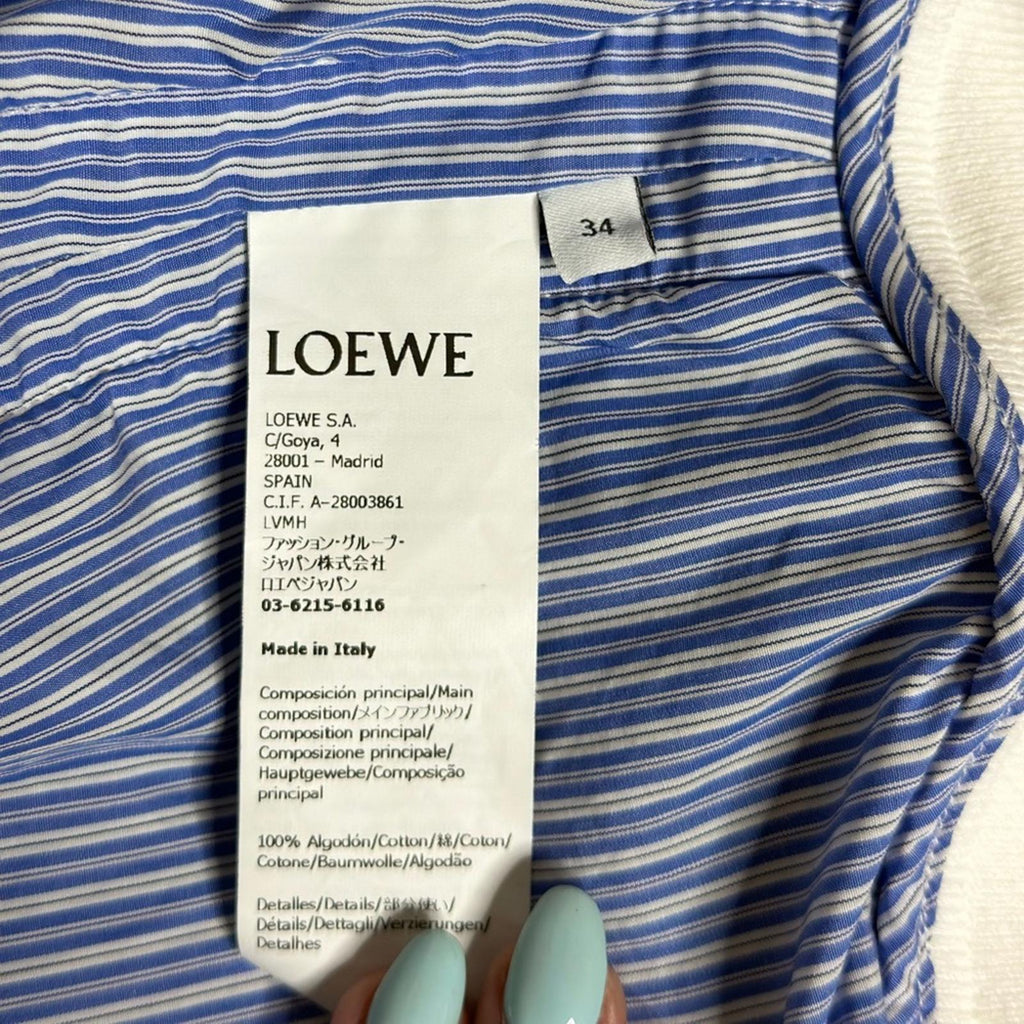 34
LOEWE
LOEWE S.A.
C/Goya, 4
28001 – Madrid
SPAIN
C.I.F. A–28003861
LVMH
ファッション・グループ・
ジャパン株式会社
ロエベジャパン
03-6215-6116
Made in Italy
Composición principal/Main
composition/メインファブリック/
Composition principal/
Composizione principale/
Hauptgewebe/Composição
principal
100% Algodón/Cotton/綿/Coton/
Cotone/Baumwolle/Algodão
Detalles/Details/部分使い/
Détails/Dettagli/Verzierungen/
Detalhes